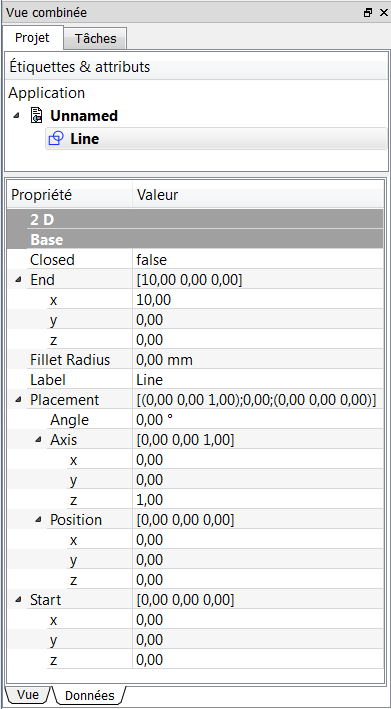 Vue combinée
Projet Tâches
Étiquettes & attributs
Application
Unnamed
Line
Propriété Valeur
2 D
Base
Closed false
End [10,00 0,00 0,00]
x 10,00
y 0,00
z 0,00
Fillet Radius 0,00 mm
Label Line
Placement [(0,00 0,00 1,00);0,00;(0,00 0,00 0,00)]
Angle 0,00 °
Axis [0,00 0,00 1,00]
x 0,00
y 0,00
z 1,00
Position [0,00 0,00 0,00]
x 0,00
y 0,00
z 0,00
Start [0,00 0,00 0,00]
x 0,00
y 0,00
z 0,00
Vue Données